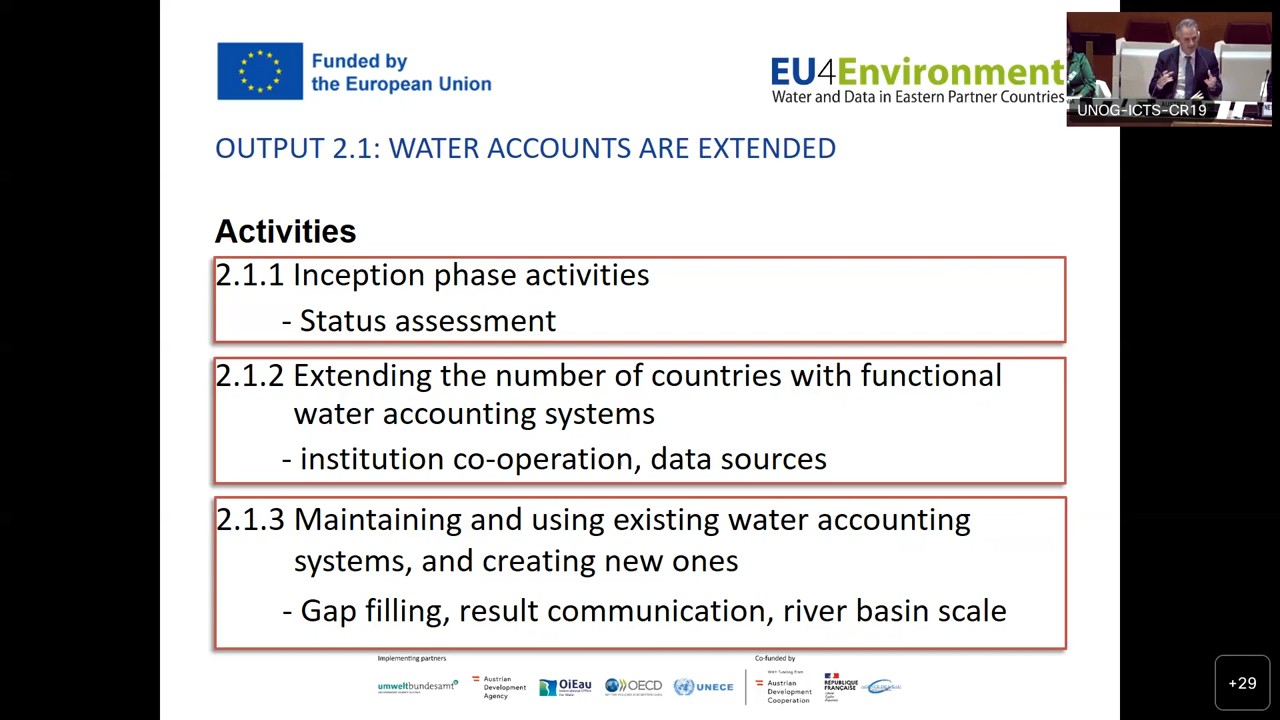 Funded by
the European Union
EU4Environment
Water and Data in Eastern Partner Countries
UNOG-ICTS-CR19
OUTPUT 2.1: WATER ACCOUNTS ARE EXTENDED
Activities
2.1.1 Inception phase activities
- Status assessment
2.1.2 Extending the number of countries with functional
water accounting systems
- institution co-operation, data sources
2.1.3 Maintaining and using existing water accounting
systems, and creating new ones
- Gap filling, result communication, river basin scale
Implementing partners
Co-funded by
umweltbundesamt
Austrian
Development
Agency
OiEau
OECD
UNECE
With funding from
Austrian
Development
Cooperation
RÉPUBLIQUE
FRANÇAISE
+29